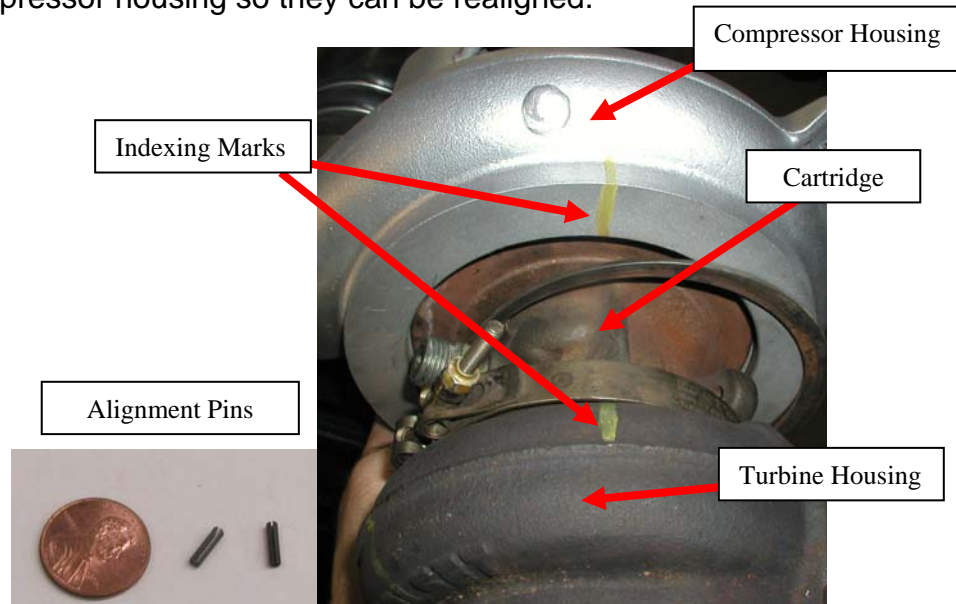 pressor housing so they can be realigned.
Compressor Housing
Indexing Marks
Cartridge
Alignment Pins
Turbine Housing